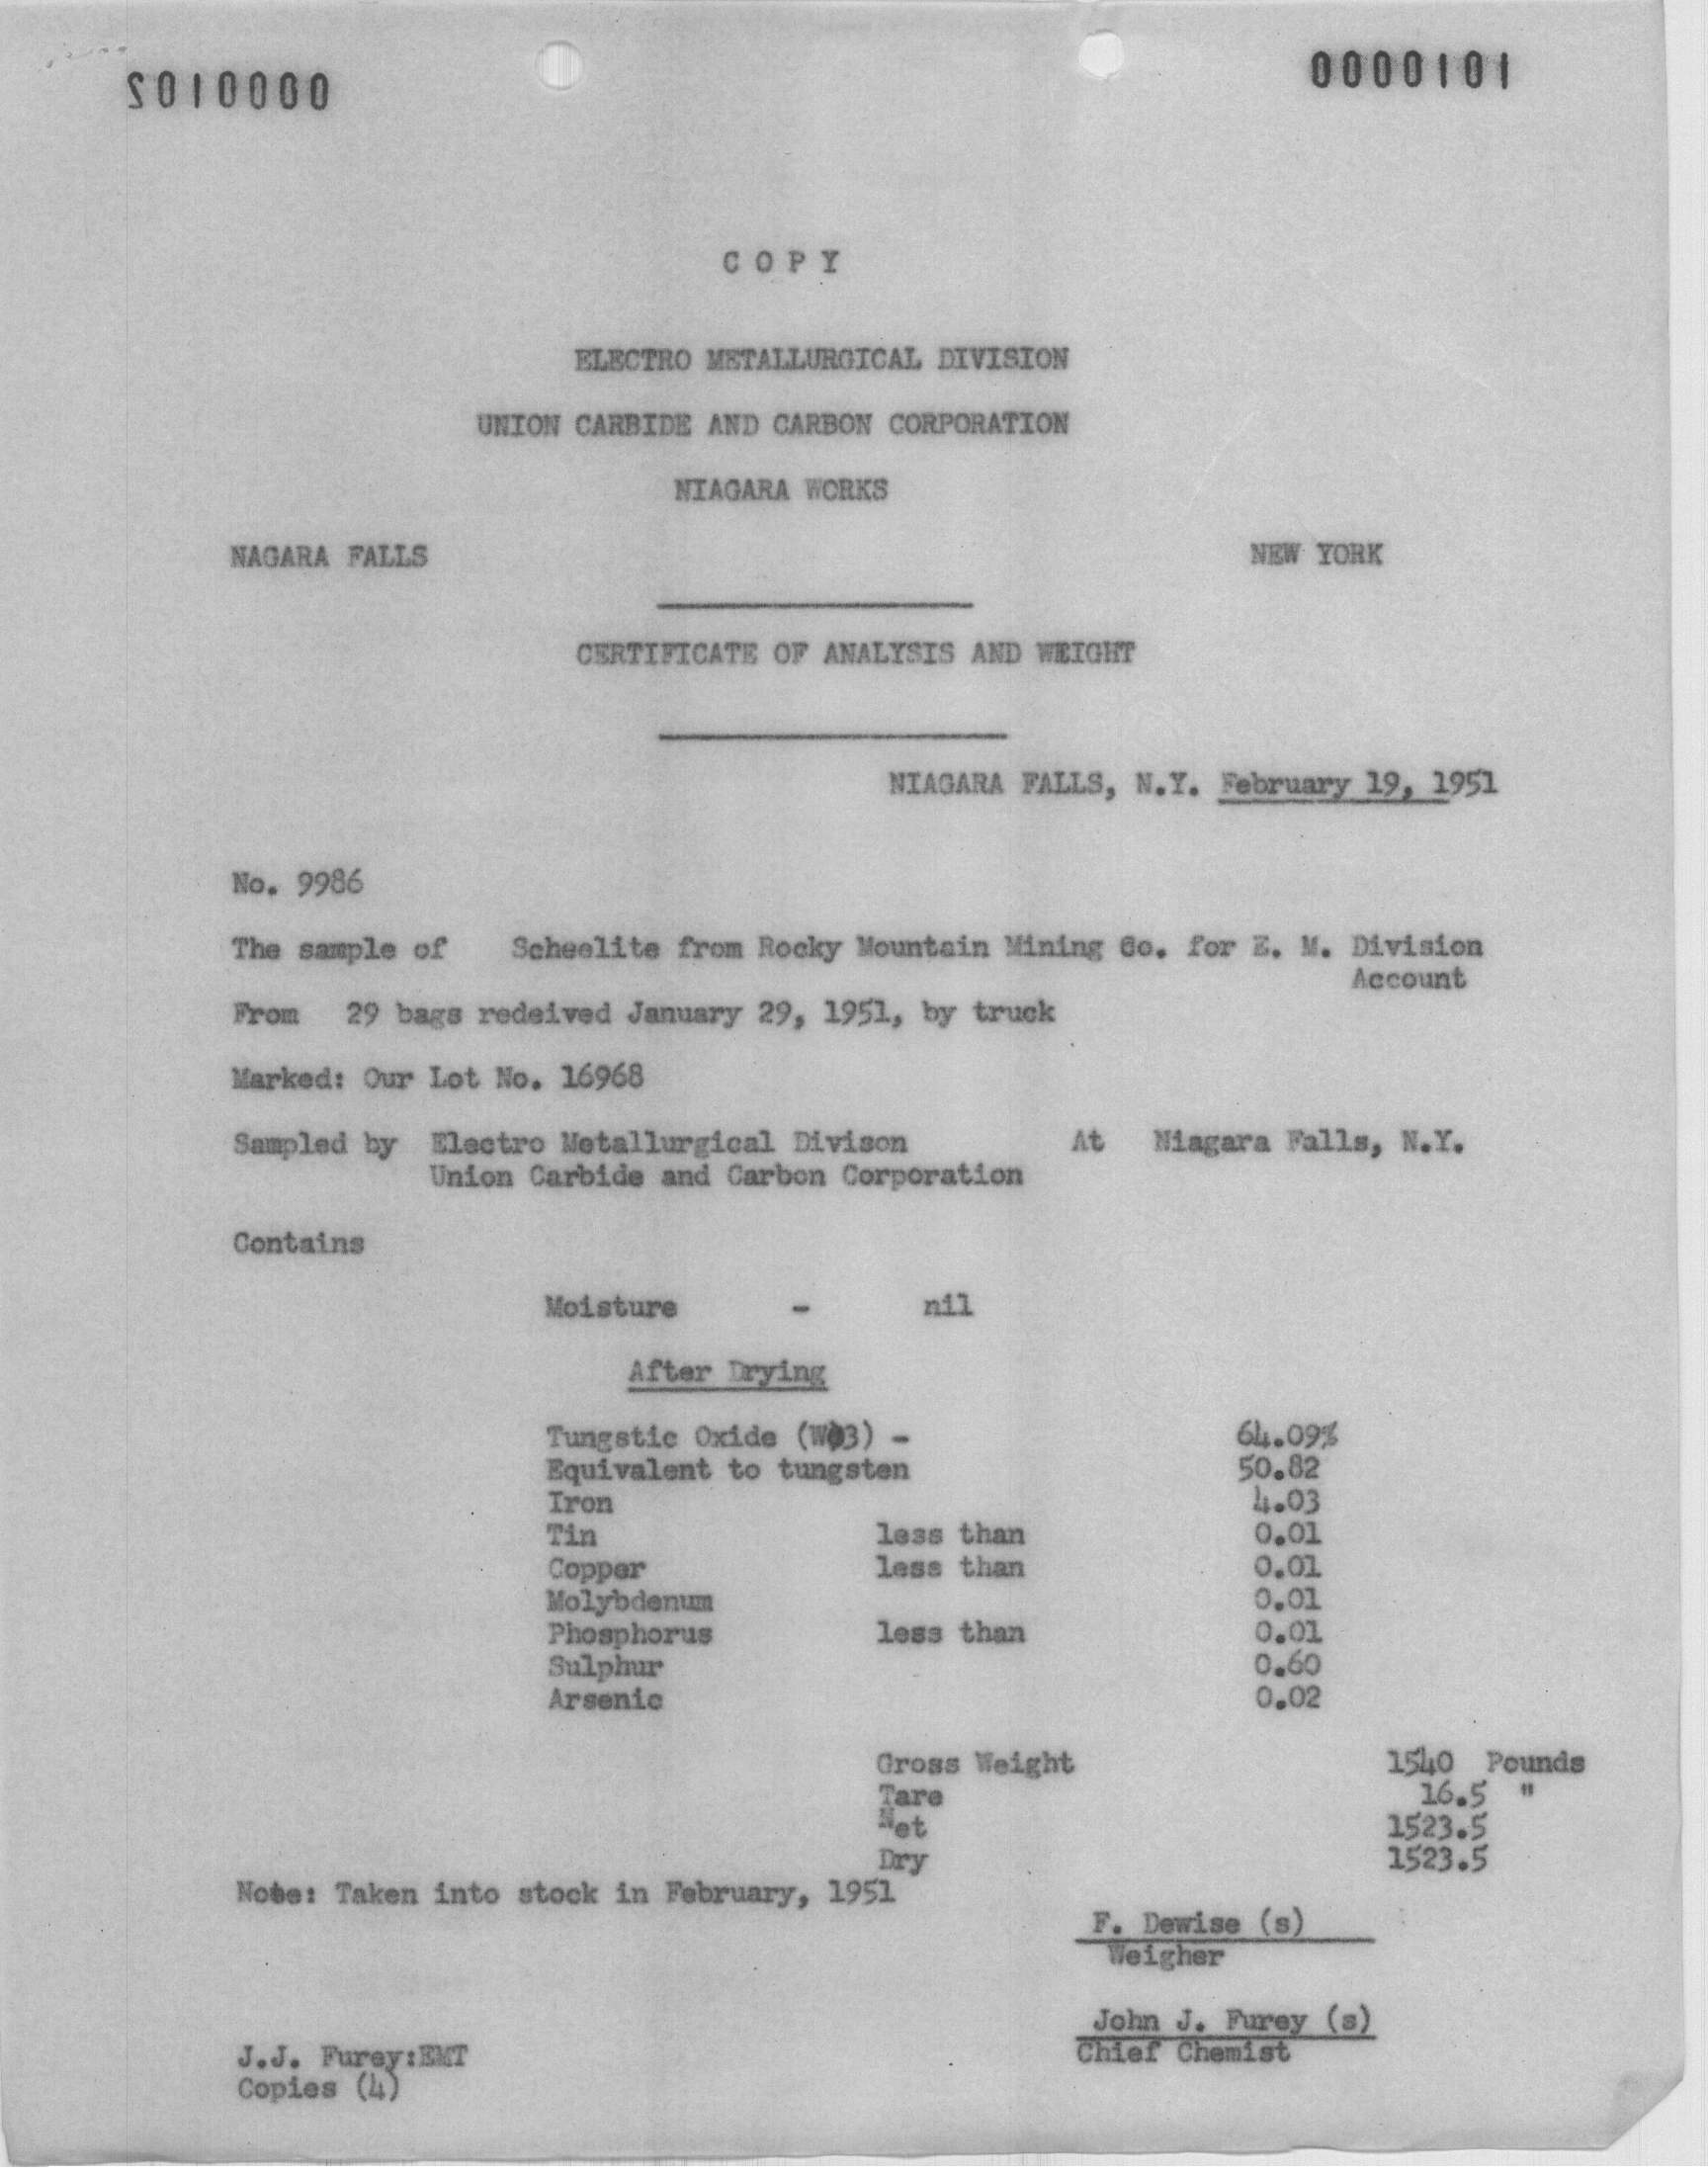 0000102
0000101
COPY
ELECTRO METALLURGICAL DIVISION
UNION CARBIDE AND CARBON CORPORATION
NIAGARA WORKS
NAGARA FALLS NEW YORK
CERTIFICATE OF ANALYSIS AND WEIGHT
NIAGARA FALLS, N.Y. February 19, 1951
No. 9986
The sample of Scheelite from Rocky Mountain Mining Co. for E. M. Division
Account
From 29 bags redeived January 29, 1951, by truck
Marked: Our Lot No. 16968
Sampled by Electro Metallurgical Divison At Niagara Falls, N.Y.
Union Carbide and Carbon Corporation
Contains
Moisture - nil
After Drying
Tungstic Oxide (WO3) - 64.09%
Equivalent to tungsten 50.82
Iron 4.03
Tin less than 0.01
Copper less than 0.01
Molybdenum 0.01
Phosphorus less than 0.01
Sulphur 0.60
Arsenic 0.02
Gross Weight 1540 Pounds
Tare 16.5 "
Net 1523.5
Dry 1523.5
Note: Taken into stock in February, 1951
F. Dewise (s)
Weigher
John J. Furey (s)
Chief Chemist
J.J. Furey:EMT
Copies (4)